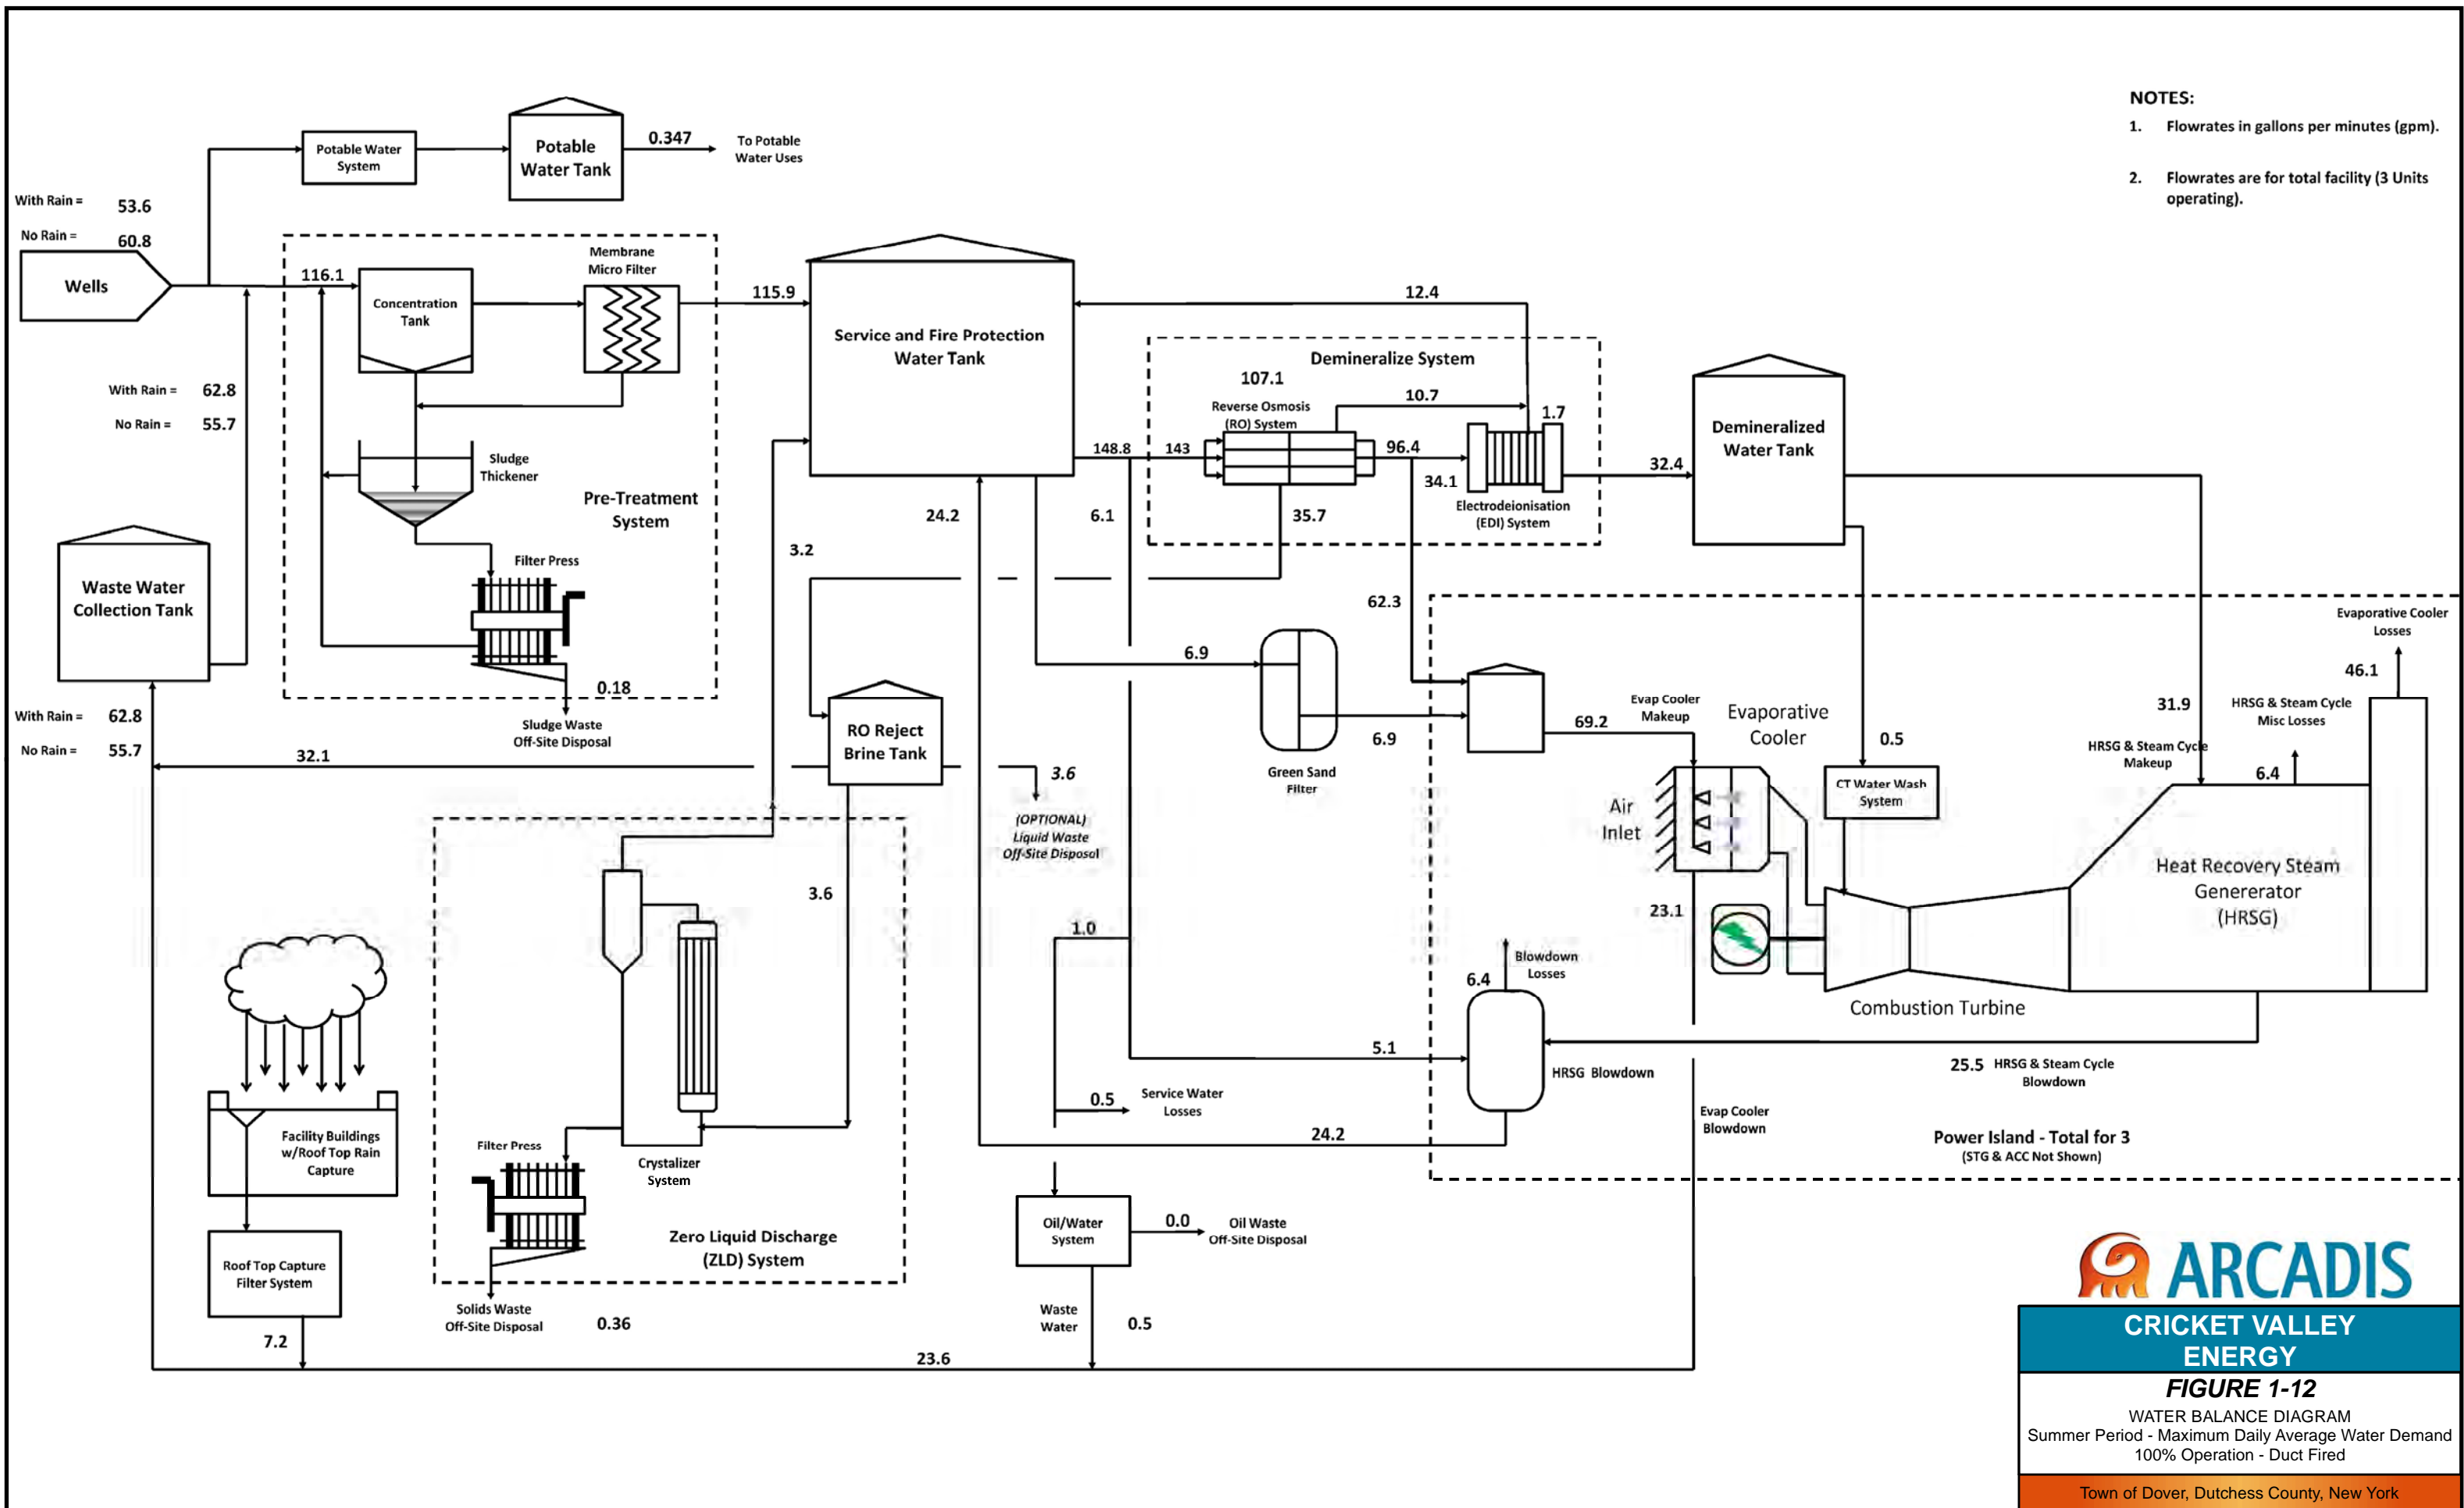 NOTES:
1. Flowrates in gallons per minutes (gpm).
2. Flowrates are for total facility (3 Units
operating).
Potable Water
System
Potable
Water Tank
0.347
To Potable
Water Uses
With Rain = 53.6
No Rain = 60.8
Wells
116.1
Concentration
Tank
Membrane
Micro Filter
115.9
With Rain = 62.8
No Rain = 55.7
Sludge
Thickener
Pre-Treatment
System
Filter Press
0.18
Sludge Waste
Off-Site Disposal
Waste Water
Collection Tank
With Rain = 62.8
No Rain = 55.7
32.1
Service and Fire Protection
Water Tank
12.4
Demineralize System
107.1
Reverse Osmosis
(RO) System
10.7
1.7
148.8
143
96.4
34.1
Electrodeionisation
(EDI) System
35.7
32.4
Demineralized
Water Tank
24.2
6.1
3.2
62.3
6.9
6.9
Green Sand
Filter
RO Reject
Brine Tank
3.6
(OPTIONAL)
Liquid Waste
Off-Site Disposal
3.6
69.2
Evap Cooler
Makeup
Evaporative
Cooler
0.5
31.9
HRSG & Steam Cycle
Makeup
HRSG & Steam Cycle
Misc Losses
6.4
Evaporative Cooler
Losses
46.1
CT Water Wash
System
Air
Inlet
23.1
Heat Recovery Steam
Genererator
(HRSG)
Combustion Turbine
1.0
Blowdown
Losses
6.4
5.1
HRSG Blowdown
25.5 HRSG & Steam Cycle
Blowdown
0.5
Service Water
Losses
24.2
Evap Cooler
Blowdown
Power Island - Total for 3
(STG & ACC Not Shown)
Facility Buildings
w/Roof Top Rain
Capture
Roof Top Capture
Filter System
7.2
Filter Press
Crystalizer
System
Zero Liquid Discharge
(ZLD) System
Solids Waste
Off-Site Disposal
0.36
Oil/Water
System
0.0
Oil Waste
Off-Site Disposal
Waste
Water
0.5
23.6
ARCADIS
CRICKET VALLEY
ENERGY
FIGURE 1-12
WATER BALANCE DIAGRAM
Summer Period - Maximum Daily Average Water Demand
100% Operation - Duct Fired
Town of Dover, Dutchess County, New York